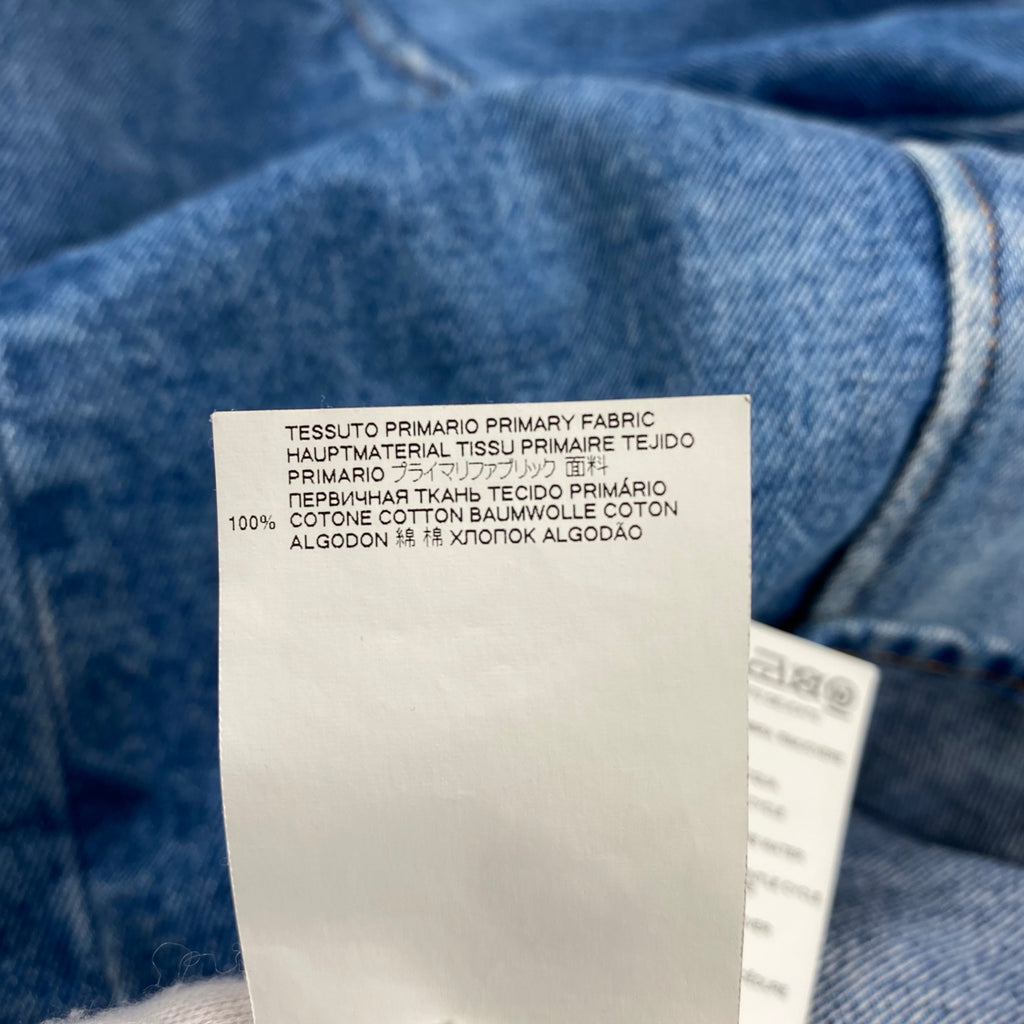 TESSUTO PRIMARIO PRIMARY FABRIC
HAUPTMATERIAL TISSU PRIMAIRE TEJIDO
PRIMARIO プライマリファブリック 面料
ПЕРВИЧНАЯ ТКАНЬ TECIDO PRIMÁRIO
100% COTONE COTTON BAUMWOLLE COTON
ALGODON 綿 棉 ХЛОПОК ALGODÃO